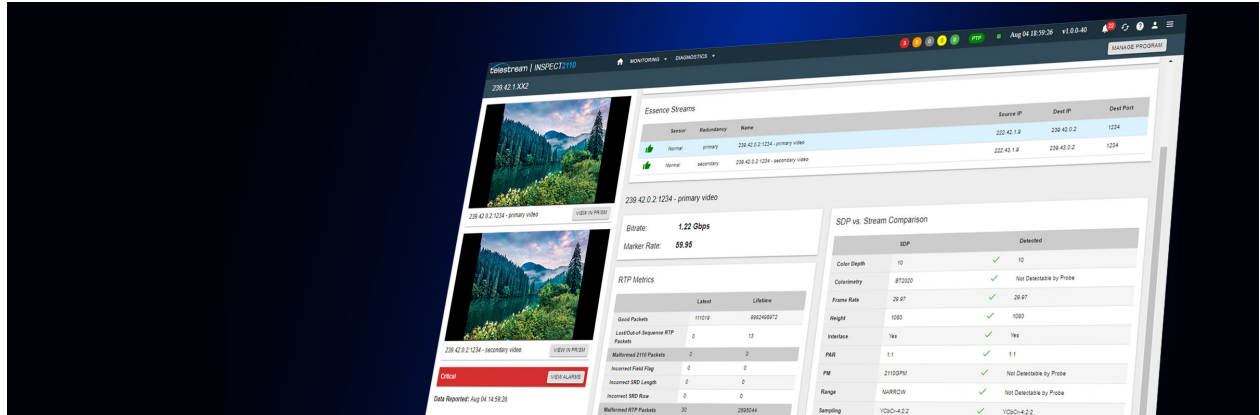 telestream | INSPECT2110
MONITORING
DIAGNOSTICS
PTP
Aug 04 18:59:26
v1.0.0-40
22
239.42.1.XX2
MANAGE PROGRAM
239.42.0.2:1234 - primary video
VIEW IN PRISM
239.42.0.2:1234 - secondary video
VIEW IN PRISM
Critical
VIEW ALARMS
Data Reported: Aug 04 14:59:26
Essence Streams
Sensor Redundancy Name Source IP Dest IP Dest Port
Normal primary 239.42.0.2:1234 - primary video 222.42.1.9 239.42.0.2 1234
Normal secondary 239.42.0.2:1234 - secondary video 222.43.1.9 239.43.0.2 1234
239.42.0.2:1234 - primary video
Bitrate: 1.22 Gbps
Marker Rate: 59.95
RTP Metrics
Latest Lifetime
Good Packets 111019
Lost/Out-of-Sequence RTP
Packets 0 13
Malformed 2110 Packets 0 0
Incorrect Field Flag 0 0
Incorrect SRD Length 0 0
Incorrect SRD Row 0 0
Malformed RTP Packets 30 2895044
SDP vs. Stream Comparison
SDP Detected
Color Depth 10 10
Colorimetry BT2020 Not Detectable by Probe
Frame Rate 29.97 29.97
Height 1080 1080
Interlace Yes Yes
PAR 1:1 1:1
PM 2110GPM Not Detectable by Probe
Range NARROW Not Detectable by Probe
Sampling YCbCr-4:2:2 YCbCr-4:2:2